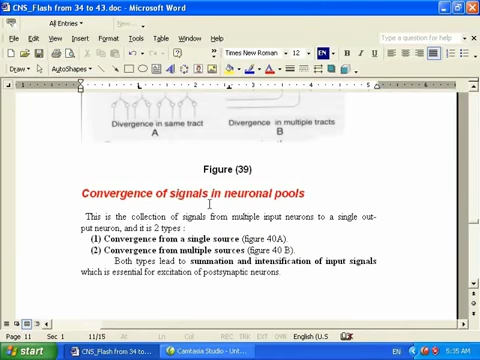 CNS_Flash from 34 to 43.doc - Microsoft Word
All Entries
New
File Edit View Insert Format Tools Table Window Help
Times New Roman 12 EN B
Draw AutoShapes
Divergence in same tract Divergence in multiple tracts
A B
Figure (39)
Convergence of signals in neuronal pools
This is the collection of signals from multiple input neurons to a single out-
put neuron, and it is 2 types :
(1) Convergence from a single source (figure 40A).
(2) Convergence from multiple sources (figure 40 B).
Both types lead to summation and intensification of input signals
which is essential for excitation of postsynaptic neurons.
Page 11 Sec 1 11/15 At Ln Col REC TRK EXT OVR English (U.S
start CNS_Flash from 34 to... Camtasia Studio - Unt... EN 5:35 AM